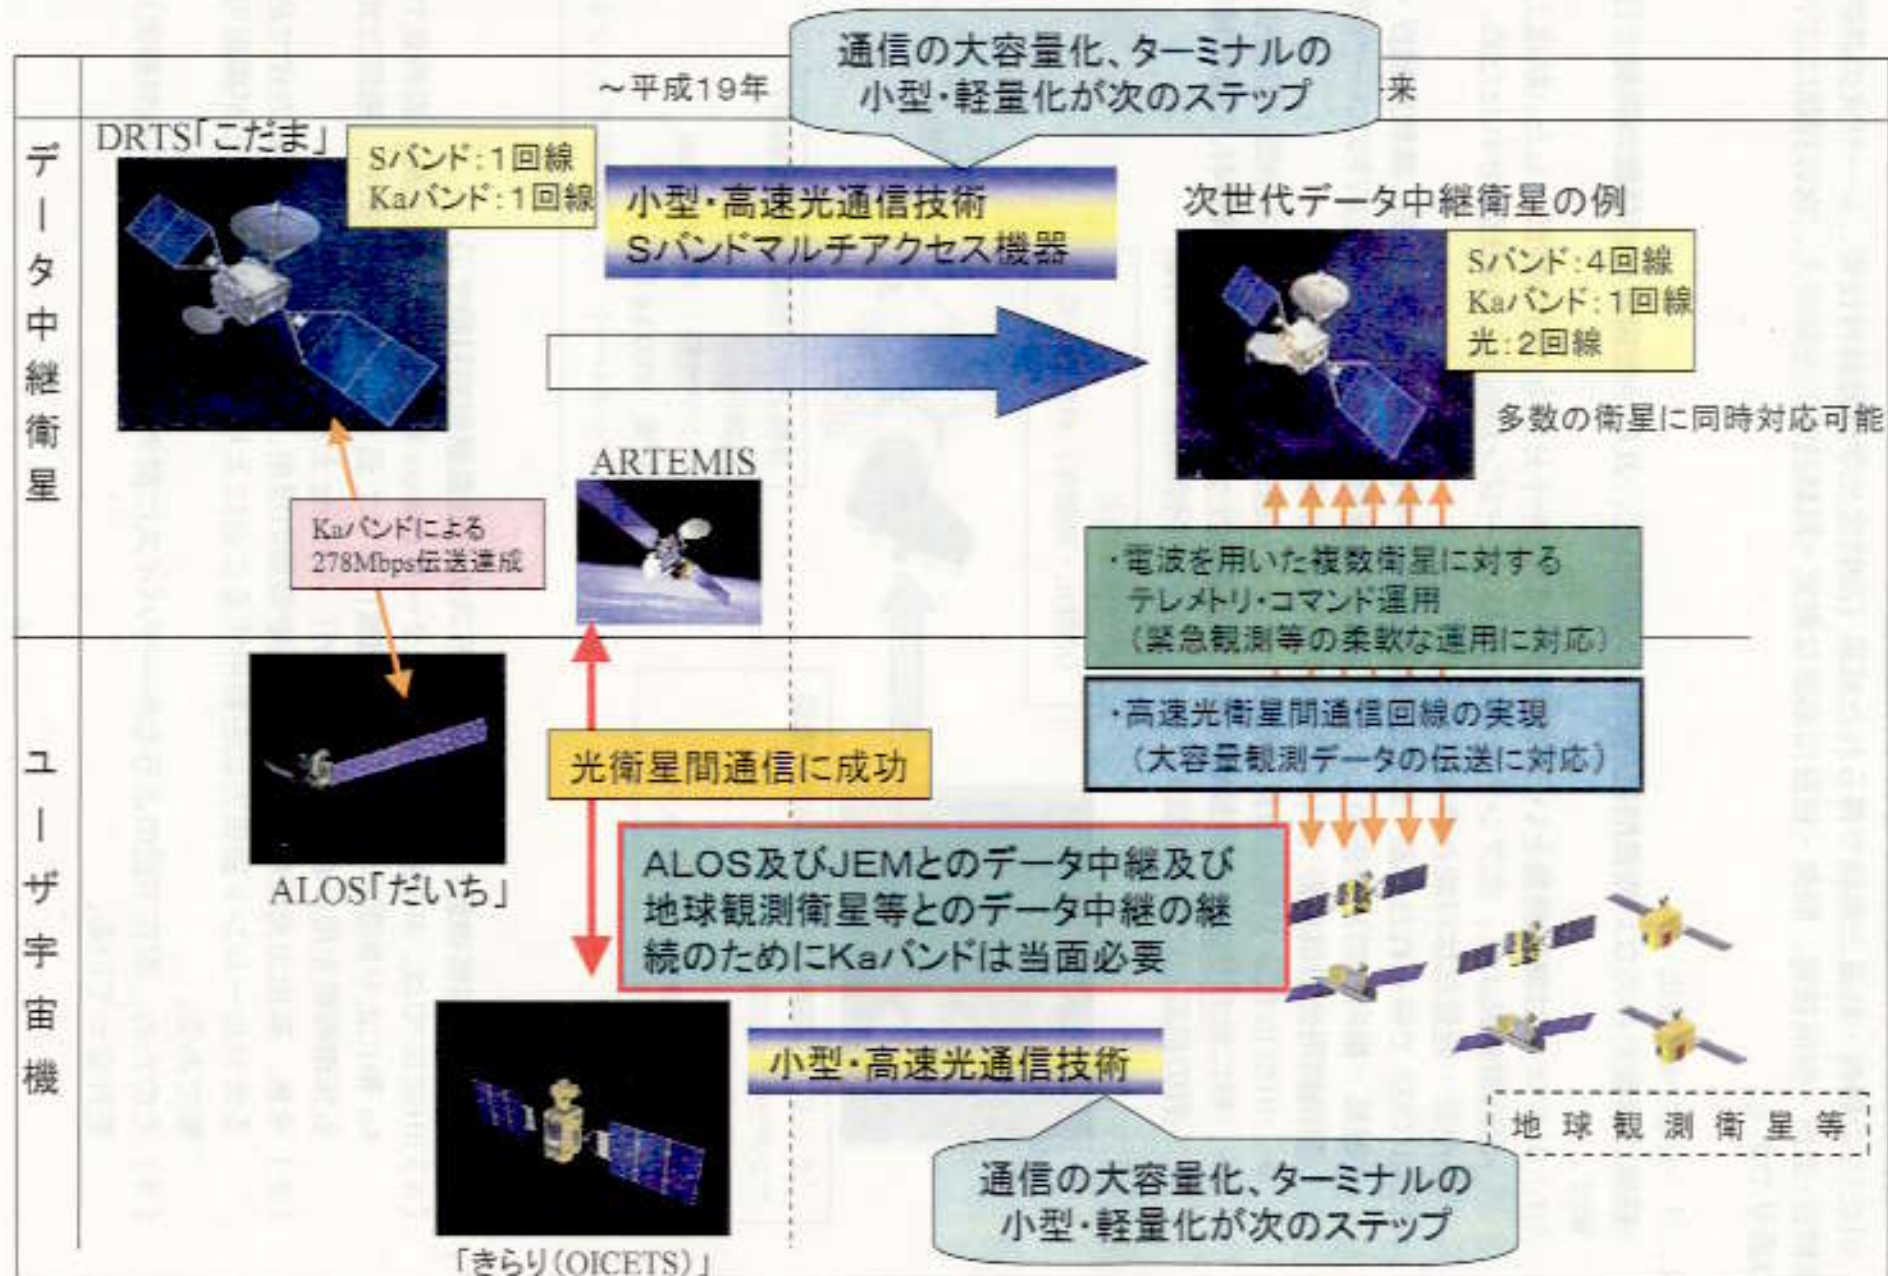 通信の大容量化、ターミナルの
小型・軽量化が次のステップ
～平成19年
来
データ中継衛星
DRTS「こだま」
Sバンド：1回線
Kaバンド：1回線
小型・高速光通信技術
Sバンドマルチアクセス機器
次世代データ中継衛星の例
Sバンド：4回線
Kaバンド：1回線
光：2回線
多数の衛星に同時対応可能
ARTEMIS
Kaバンドによる
278Mbps伝送達成
・電波を用いた複数衛星に対する
テレメトリ・コマンド運用
（緊急観測等の柔軟な運用に対応）
・高速光衛星間通信回線の実現
（大容量観測データの伝送に対応）
ユーザ宇宙機
光衛星間通信に成功
ALOS「だいち」
ALOS及びJEMとのデータ中継及び
地球観測衛星等とのデータ中継の継
続のためにKaバンドは当面必要
小型・高速光通信技術
地球観測衛星等
通信の大容量化、ターミナルの
小型・軽量化が次のステップ
「きらり（OICETS）」